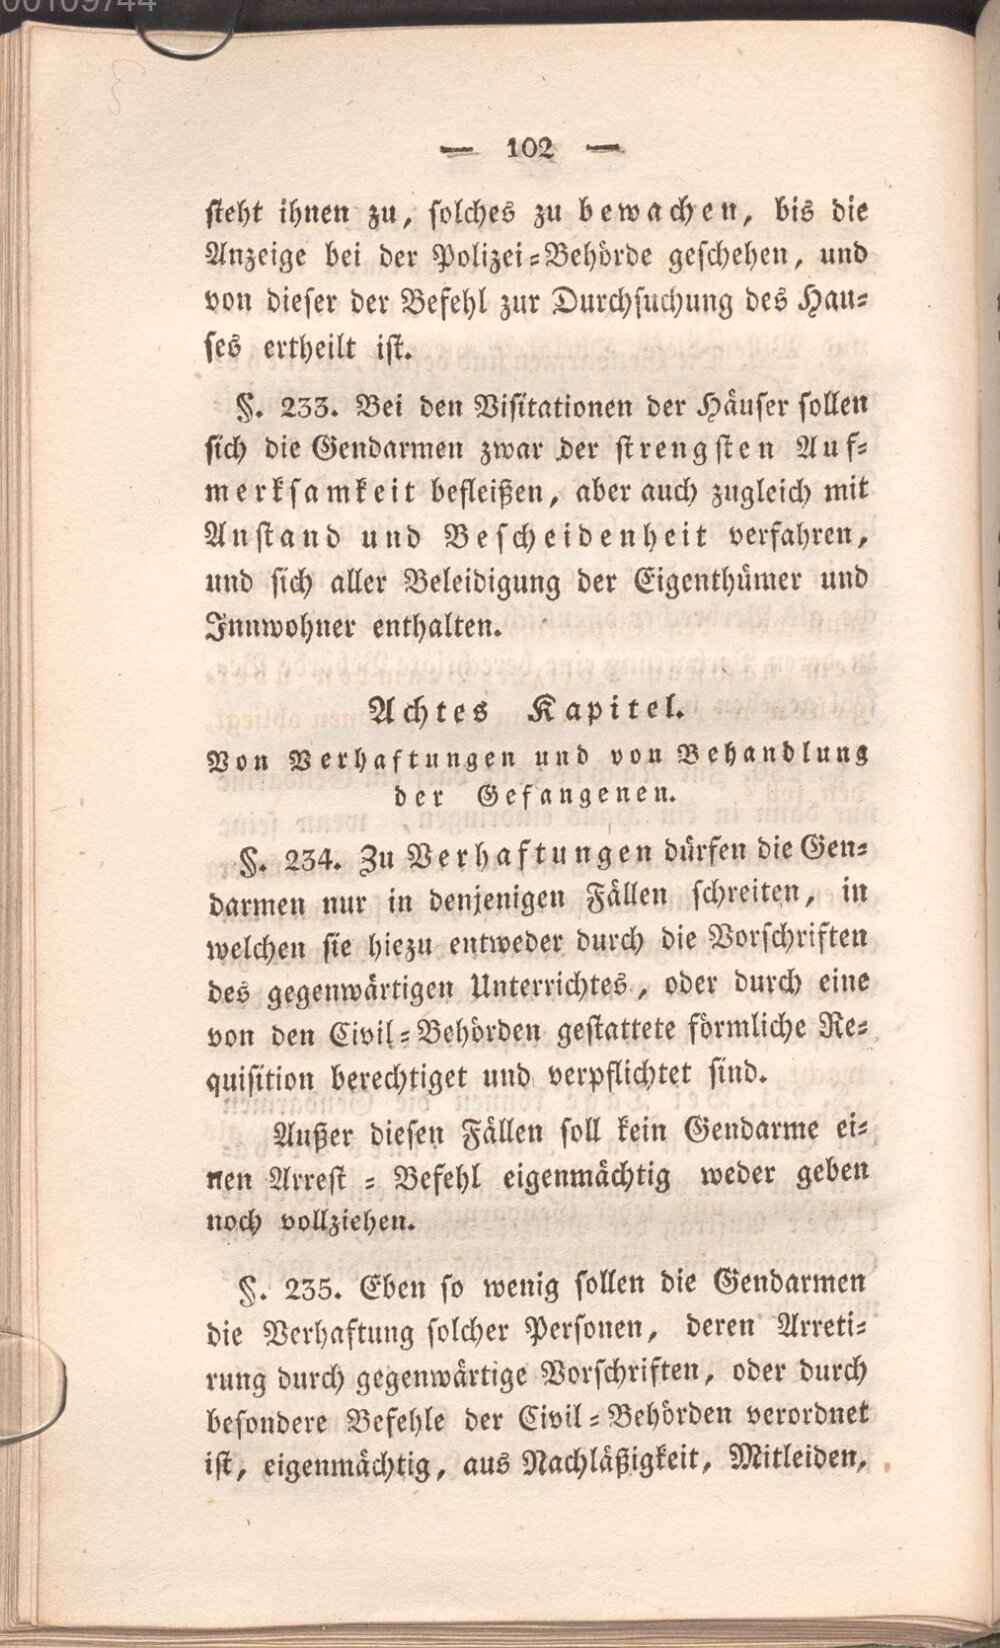 00109744
— 102 —
steht ihnen zu, solches zu bewachen, bis die
Anzeige bei der Polizei=Behörde geschehen, und
von dieser der Befehl zur Durchsuchung des Hau=
ses ertheilt ist.
§. 233. Bei den Visitationen der Häuser sollen
sich die Gendarmen zwar der strengsten Auf=
merksamkeit befleißen, aber auch zugleich mit
Anstand und Bescheidenheit verfahren,
und sich aller Beleidigung der Eigenthümer und
Innwohner enthalten.
Achtes Kapitel.
Von Verhaftungen und von Behandlung
der Gefangenen.
§. 234. Zu Verhaftungen dürfen die Gen=
darmen nur in denjenigen Fällen schreiten, in
welchen sie hiezu entweder durch die Vorschriften
des gegenwärtigen Unterrichtes, oder durch eine
von den Civil=Behörden gestattete förmliche Re=
quisition berechtiget und verpflichtet sind.
Außer diesen Fällen soll kein Gendarme ei=
nen Arrest = Befehl eigenmächtig weder geben
noch vollziehen.
§. 235. Eben so wenig sollen die Gendarmen
die Verhaftung solcher Personen, deren Arreti=
rung durch gegenwärtige Vorschriften, oder durch
besondere Befehle der Civil=Behörden verordnet
ist, eigenmächtig, aus Nachläßigkeit, Mitleiden,